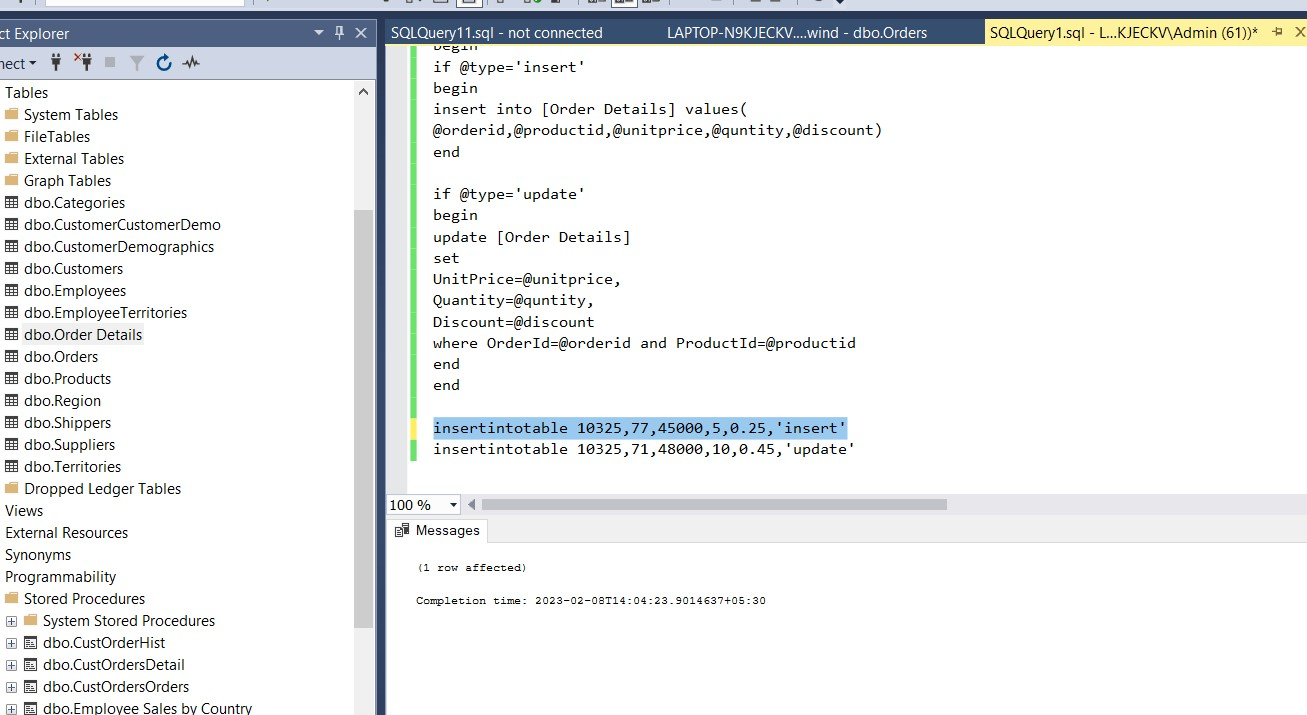 ct Explorer
nect
Tables
System Tables
FileTables
External Tables
Graph Tables
dbo.Categories
dbo.CustomerCustomerDemo
dbo.CustomerDemographics
dbo.Customers
dbo.Employees
dbo.EmployeeTerritories
dbo.Order Details
dbo.Orders
dbo.Products
dbo.Region
dbo.Shippers
dbo.Suppliers
dbo.Territories
Dropped Ledger Tables
Views
External Resources
Synonyms
Programmability
Stored Procedures
System Stored Procedures
dbo.CustOrderHist
dbo.CustOrdersDetail
dbo.CustOrdersOrders
dbo.Employee Sales by Country
SQLQuery11.sql - not connected
LAPTOP-N9KJECKV....wind - dbo.Orders
SQLQuery1.sql - L...KJECKV\Admin (61))*
begin
if @type='insert'
begin
insert into [Order Details] values(
@orderid,@productid,@unitprice,@quntity,@discount)
end
if @type='update'
begin
update [Order Details]
set
UnitPrice=@unitprice,
Quantity=@quntity,
Discount=@discount
where OrderId=@orderid and ProductId=@productid
end
end
insertintotable 10325,77,45000,5,0.25,'insert'
insertintotable 10325,71,48000,10,0.45,'update'
100 %
Messages
(1 row affected)
Completion time: 2023-02-08T14:04:23.9014637+05:30